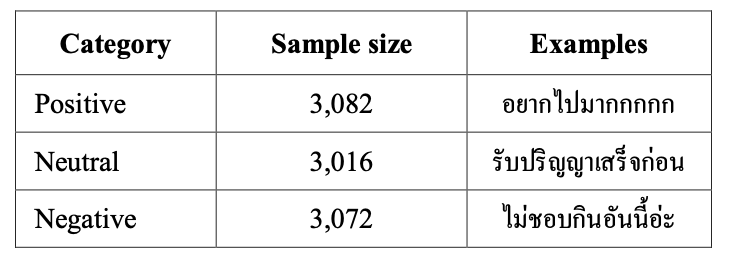 Category Sample size Examples
Positive 3,082 อยากไปมากกกกก
Neutral 3,016 รับปริญญาเสร็จก่อน
Negative 3,072 ไม่ชอบกินอันนี้อ่ะ